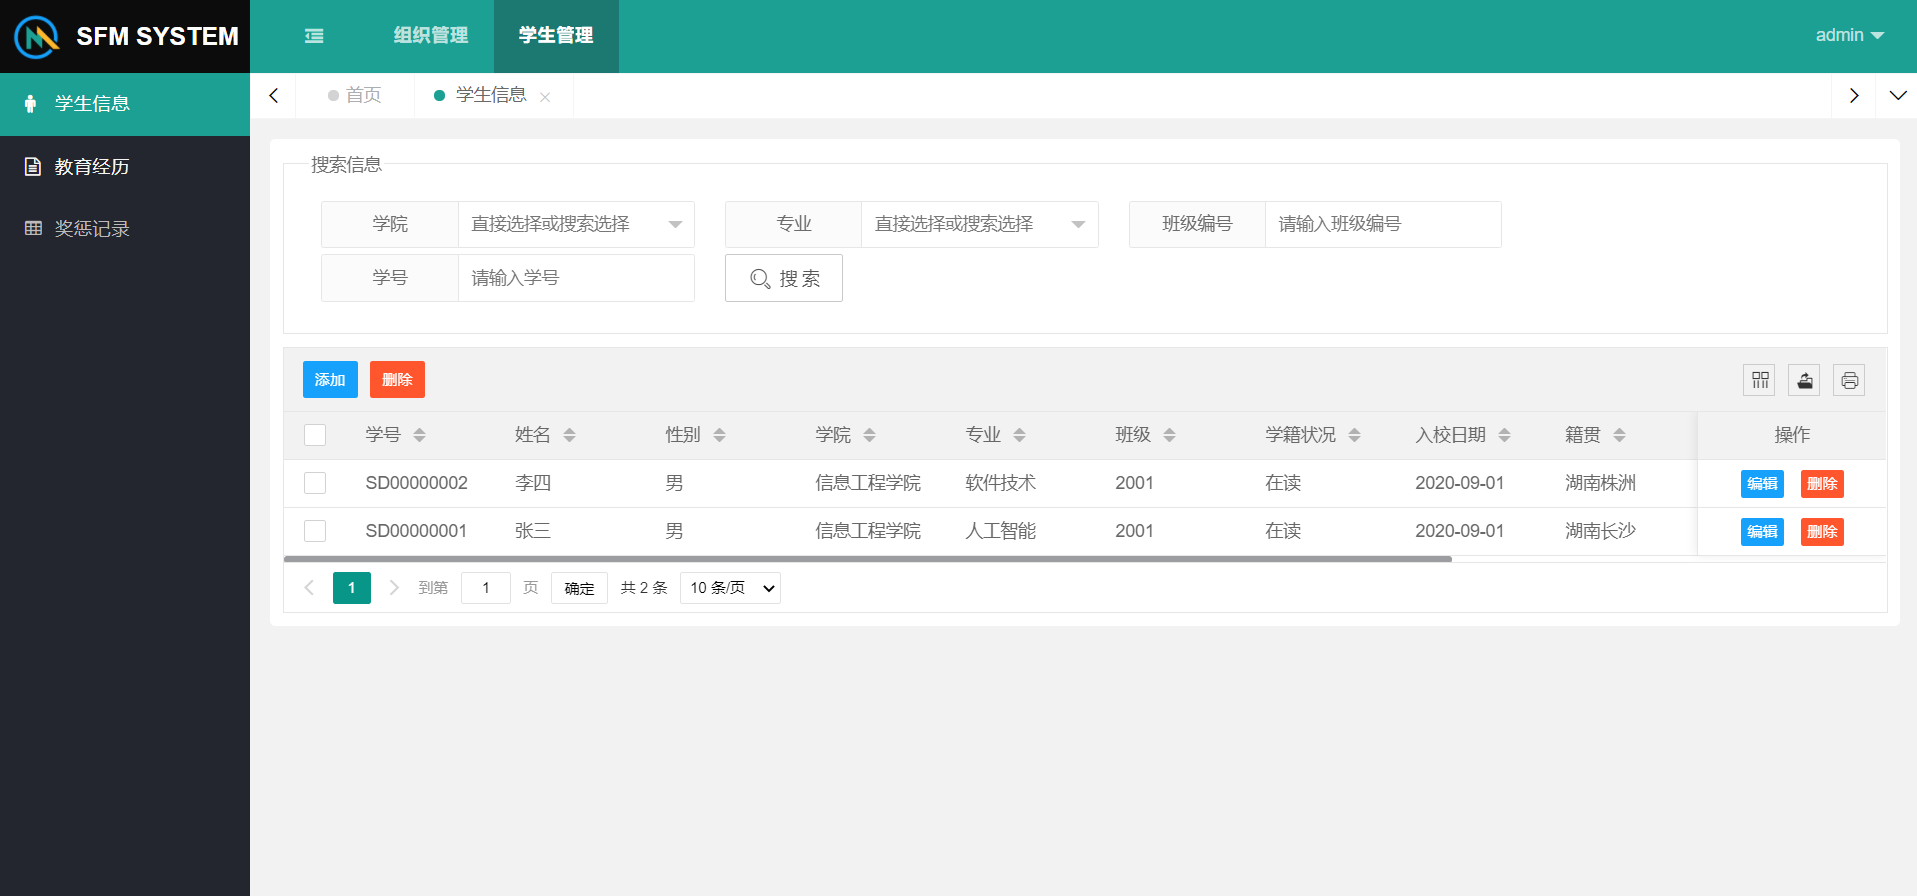 SFM SYSTEM
组织管理 学生管理 admin
学生信息
教育经历
奖惩记录
首页 学生信息
搜索信息
学院 直接选择或搜索选择 专业 直接选择或搜索选择 班级编号 请输入班级编号
学号 请输入学号 搜 索
添加 删除
学号 姓名 性别 学院 专业 班级 学籍状况 入校日期 籍贯 操作
SD00000002 李四 男 信息工程学院 软件技术 2001 在读 2020-09-01 湖南株洲 编辑 删除
SD00000001 张三 男 信息工程学院 人工智能 2001 在读 2020-09-01 湖南长沙 编辑 删除
1 到第 1 页 确定 共 2 条 10 条/页